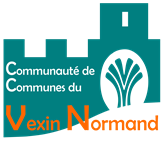 Communauté de
Communes du
Vexin Normand